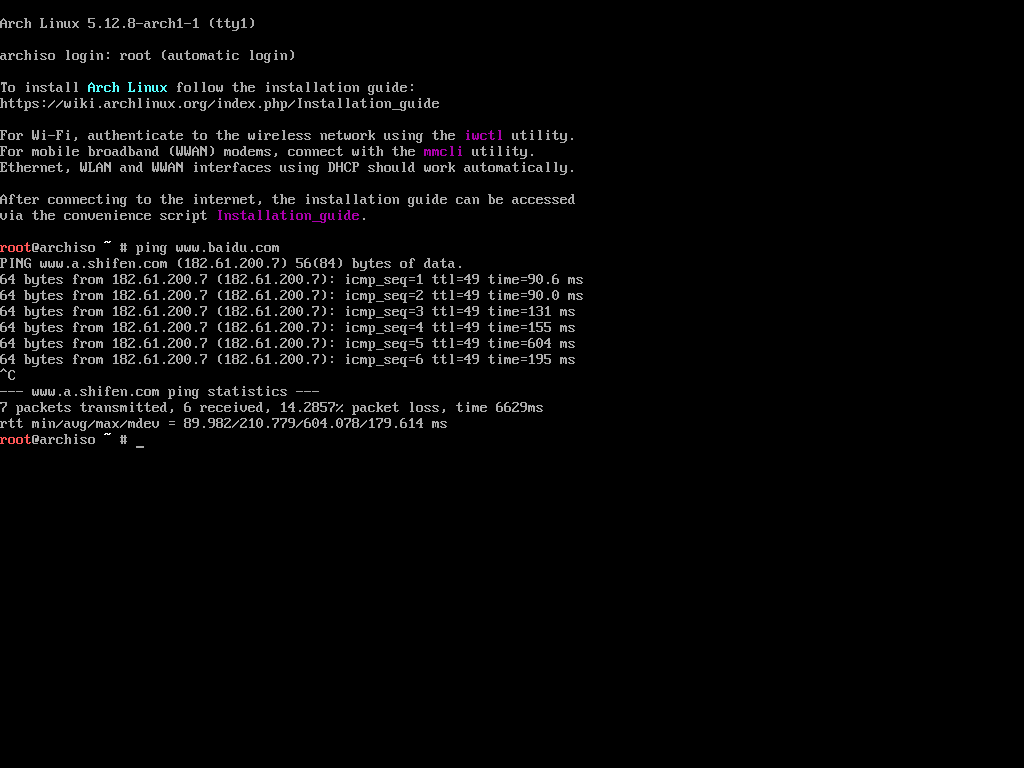 Arch Linux 5.12.8-arch1-1 (tty1)
archiso login: root (automatic login)
To install Arch Linux follow the installation guide:
https://wiki.archlinux.org/index.php/Installation_guide
For Wi-Fi, authenticate to the wireless network using the iwctl utility.
For mobile broadband (WWAN) modems, connect with the mmcli utility.
Ethernet, WLAN and WWAN interfaces using DHCP should work automatically.
After connecting to the internet, the installation guide can be accessed
via the convenience script Installation_guide.
root@archiso ~ # ping www.baidu.com
PING www.a.shifen.com (182.61.200.7) 56(84) bytes of data.
64 bytes from 182.61.200.7 (182.61.200.7): icmp_seq=1 ttl=49 time=90.6 ms
64 bytes from 182.61.200.7 (182.61.200.7): icmp_seq=2 ttl=49 time=90.0 ms
64 bytes from 182.61.200.7 (182.61.200.7): icmp_seq=3 ttl=49 time=131 ms
64 bytes from 182.61.200.7 (182.61.200.7): icmp_seq=4 ttl=49 time=155 ms
64 bytes from 182.61.200.7 (182.61.200.7): icmp_seq=5 ttl=49 time=604 ms
64 bytes from 182.61.200.7 (182.61.200.7): icmp_seq=6 ttl=49 time=195 ms
^C
--- www.a.shifen.com ping statistics ---
7 packets transmitted, 6 received, 14.2857% packet loss, time 6629ms
rtt min/avg/max/mdev = 89.982/210.779/604.078/179.614 ms
root@archiso ~ # _